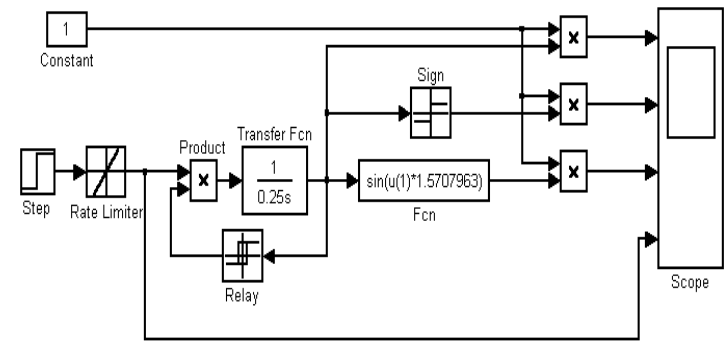 1
Constant
Sign
Product
Transfer Fcn
1
0.25s
sin(u(1)*1.5707963)
Fcn
Step
Rate Limiter
Relay
Scope